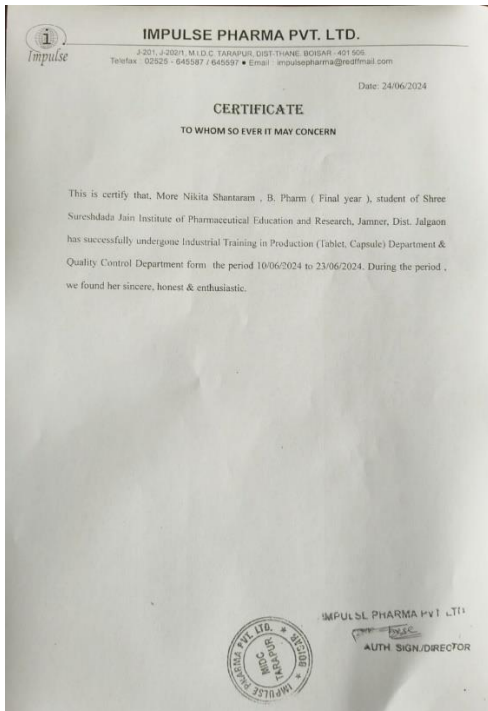 i
Impulse
IMPULSE PHARMA PVT. LTD.
J-201, J-202/1, M.I.D.C. TARAPUR, DIST-THANE, BOISAR - 401 506.
Telefax : 02525 - 645587 / 645597 ● Email : impulsepharma@rediffmail.com
Date: 24/06/2024
CERTIFICATE
TO WHOM SO EVER IT MAY CONCERN
This is certify that, More Nikita Shantaram , B. Pharm ( Final year ), student of Shree
Sureshdada Jain Institute of Pharmaceutical Education and Research, Jamner, Dist. Jalgaon
has successfully undergone Industrial Training in Production (Tablet, Capsule) Department &
Quality Control Department form the period 10/06/2024 to 23/06/2024. During the period ,
we found her sincere, honest & enthusiastic.
IMPULSE PHARMA PVT LTD
AUTH SIGN./DIRECTOR
IMPULSE PHARMA PVT. LTD. * BOISAR *
MIDC
TARAPUR